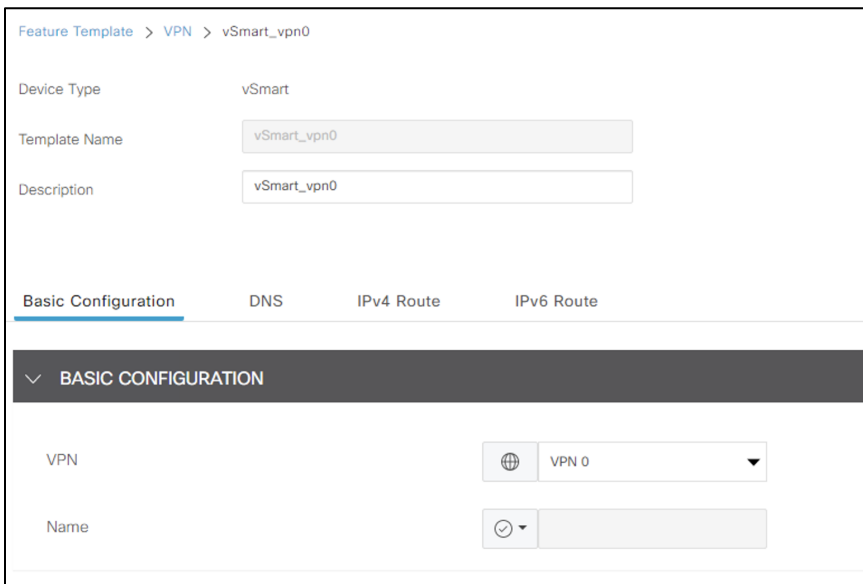 Feature Template > VPN > vSmart_vpn0
Device Type vSmart
Template Name vSmart_vpn0
Description vSmart_vpn0
Basic Configuration DNS IPv4 Route IPv6 Route
BASIC CONFIGURATION
VPN VPN 0
Name